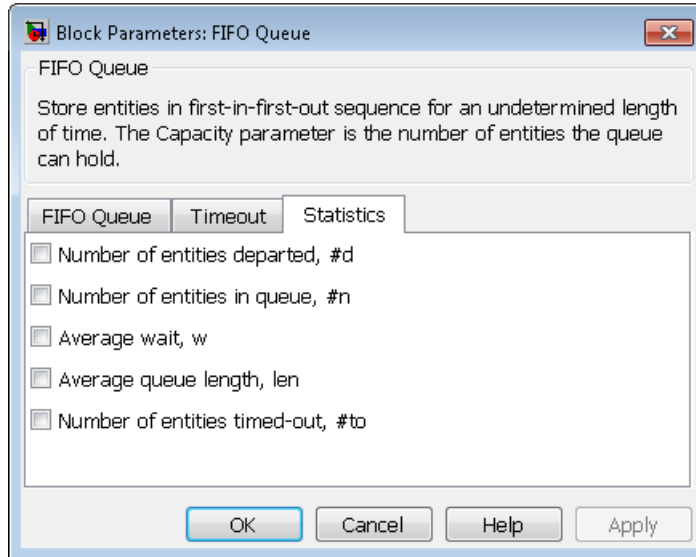 Block Parameters: FIFO Queue
FIFO Queue
Store entities in first-in-first-out sequence for an undetermined length
of time. The Capacity parameter is the number of entities the queue
can hold.
FIFO Queue Timeout Statistics
Number of entities departed, #d
Number of entities in queue, #n
Average wait, w
Average queue length, len
Number of entities timed-out, #to
OK Cancel Help Apply